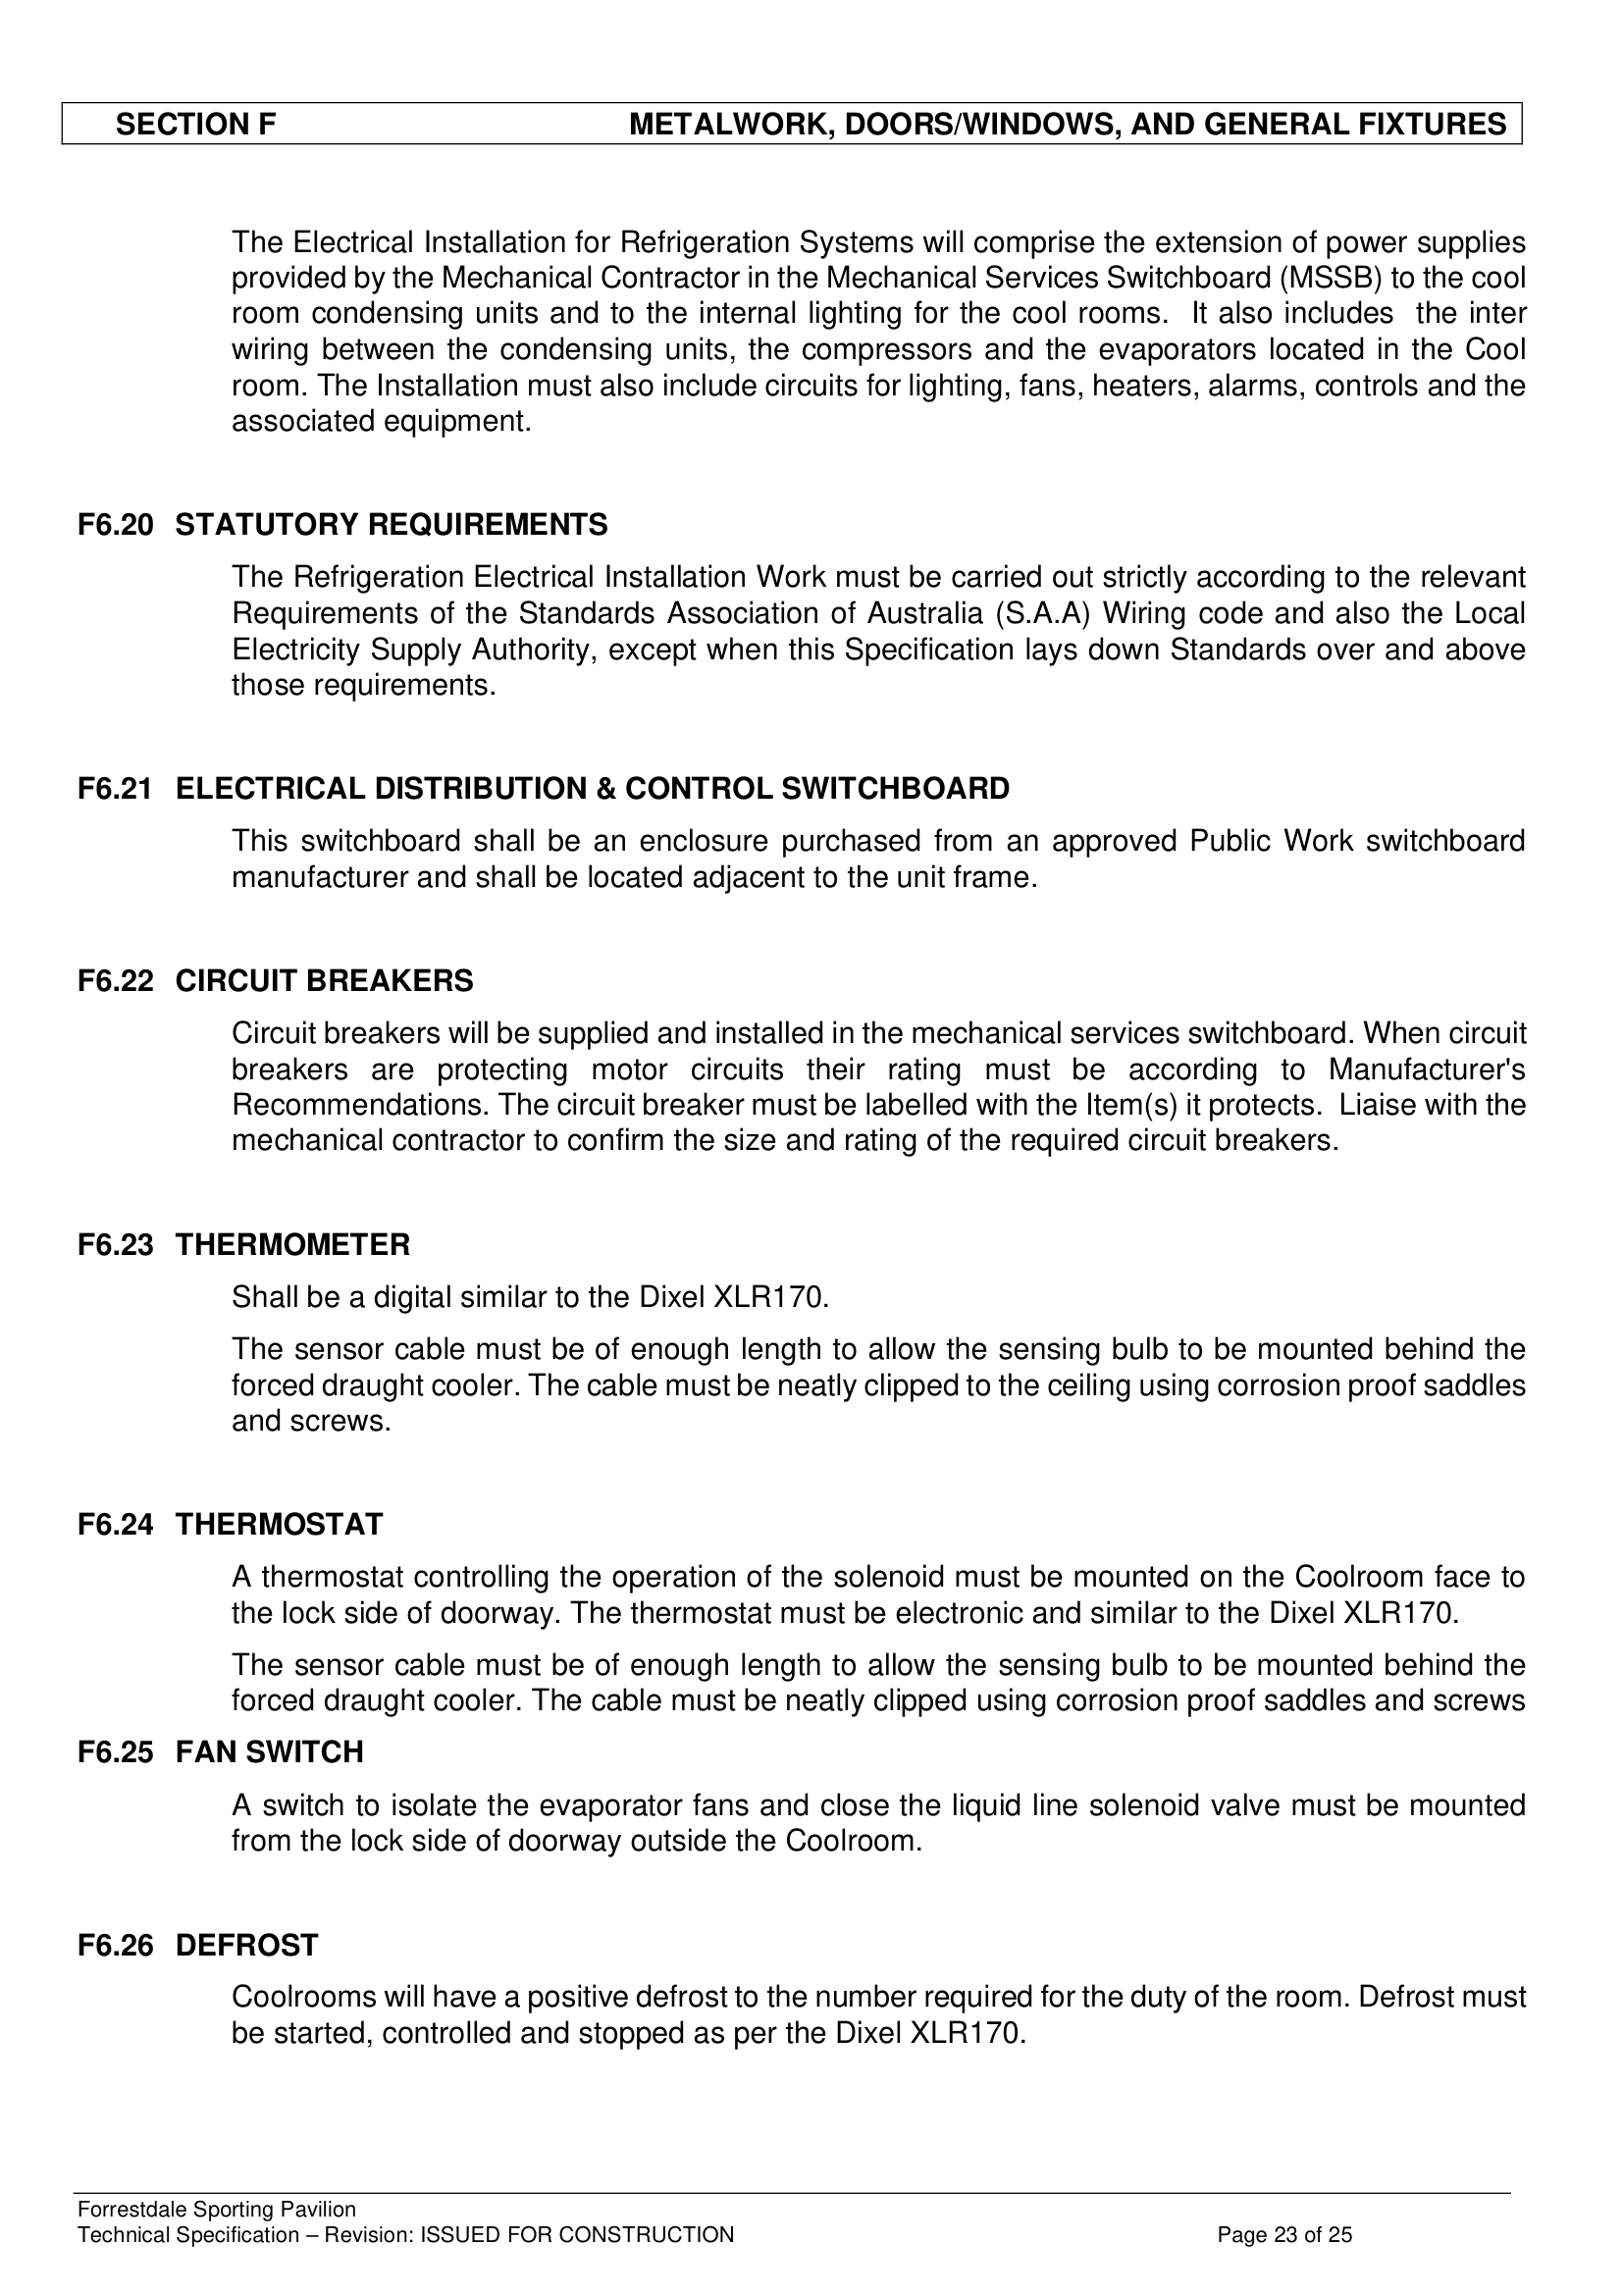 SECTION F METALWORK, DOORS/WINDOWS, AND GENERAL FIXTURES
The Electrical Installation for Refrigeration Systems will comprise the extension of power supplies
provided by the Mechanical Contractor in the Mechanical Services Switchboard (MSSB) to the cool
room condensing units and to the internal lighting for the cool rooms.  It also includes  the inter
wiring between the condensing units, the compressors and the evaporators located in the Cool
room. The Installation must also include circuits for lighting, fans, heaters, alarms, controls and the
associated equipment.
F6.20 STATUTORY REQUIREMENTS
The Refrigeration Electrical Installation Work must be carried out strictly according to the relevant
Requirements of the Standards Association of Australia (S.A.A) Wiring code and also the Local
Electricity Supply Authority, except when this Specification lays down Standards over and above
those requirements.
F6.21 ELECTRICAL DISTRIBUTION & CONTROL SWITCHBOARD
This switchboard shall be an enclosure purchased from an approved Public Work switchboard
manufacturer and shall be located adjacent to the unit frame.
F6.22 CIRCUIT BREAKERS
Circuit breakers will be supplied and installed in the mechanical services switchboard. When circuit
breakers are protecting motor circuits their rating must be according to Manufacturer's
Recommendations. The circuit breaker must be labelled with the Item(s) it protects.  Liaise with the
mechanical contractor to confirm the size and rating of the required circuit breakers.
F6.23 THERMOMETER
Shall be a digital similar to the Dixel XLR170.
The sensor cable must be of enough length to allow the sensing bulb to be mounted behind the
forced draught cooler. The cable must be neatly clipped to the ceiling using corrosion proof saddles
and screws.
F6.24 THERMOSTAT
A thermostat controlling the operation of the solenoid must be mounted on the Coolroom face to
the lock side of doorway. The thermostat must be electronic and similar to the Dixel XLR170.
The sensor cable must be of enough length to allow the sensing bulb to be mounted behind the
forced draught cooler. The cable must be neatly clipped using corrosion proof saddles and screws
F6.25 FAN SWITCH
A switch to isolate the evaporator fans and close the liquid line solenoid valve must be mounted
from the lock side of doorway outside the Coolroom.
F6.26 DEFROST
Coolrooms will have a positive defrost to the number required for the duty of the room. Defrost must
be started, controlled and stopped as per the Dixel XLR170.
Forrestdale Sporting Pavilion
Technical Specification – Revision: ISSUED FOR CONSTRUCTION Page 23 of 25